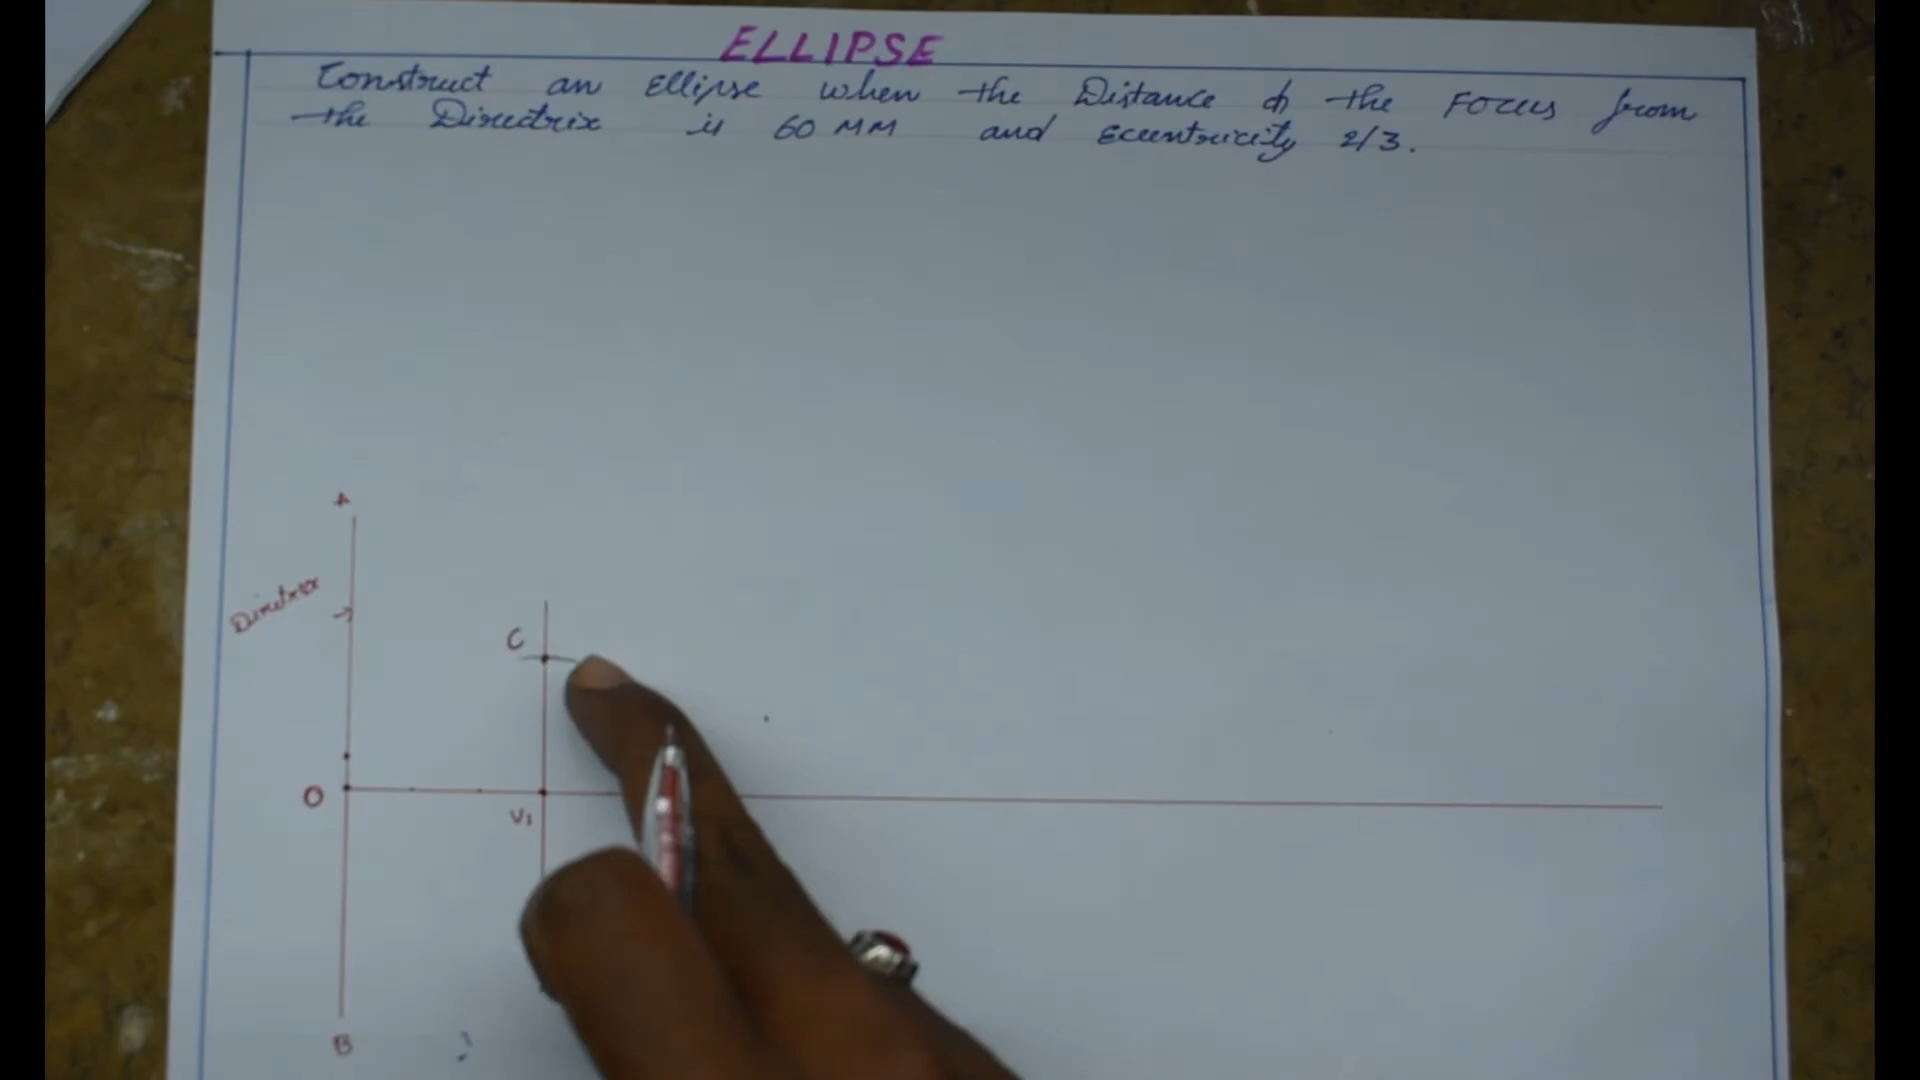 ELLIPSE
Construct an Ellipse when the Distance of the Focus from
the Directrix is 60 MM and Eccentricity 2/3.
A
Directrix
C
O
V1
B